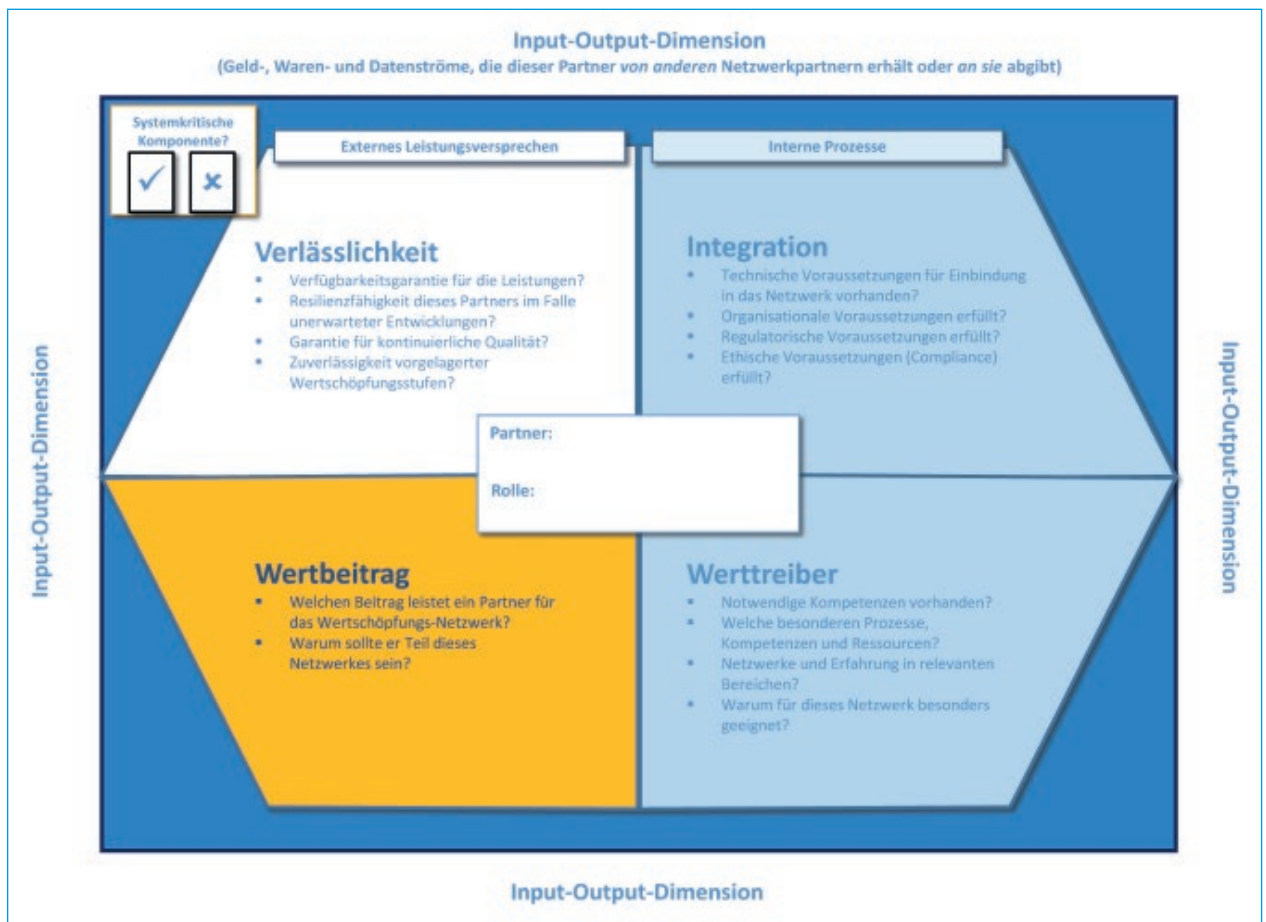 Input-Output-Dimension
(Geld-, Waren- und Datenströme, die dieser Partner von anderen Netzwerkpartnern erhält oder an sie abgibt)
Systemkritische
Komponente?
Externes Leistungsversprechen
Interne Prozesse
Verlässlichkeit
▪ Verfügbarkeitsgarantie für die Leistungen?
▪ Resilienzfähigkeit dieses Partners im Falle
unerwarteter Entwicklungen?
▪ Garantie für kontinuierliche Qualität?
▪ Zuverlässigkeit vorgelagerter
Wertschöpfungsstufen?
Integration
▪ Technische Voraussetzungen für Einbindung
in das Netzwerk vorhanden?
▪ Organisationale Voraussetzungen erfüllt?
▪ Regulatorische Voraussetzungen erfüllt?
▪ Ethische Voraussetzungen (Compliance)
erfüllt?
Input-Output-Dimension
Input-Output-Dimension
Partner:
Rolle:
Wertbeitrag
▪ Welchen Beitrag leistet ein Partner für
das Wertschöpfungs-Netzwerk?
▪ Warum sollte er Teil dieses
Netzwerkes sein?
Werttreiber
▪ Notwendige Kompetenzen vorhanden?
▪ Welche besonderen Prozesse,
Kompetenzen und Ressourcen?
▪ Netzwerke und Erfahrung in relevanten
Bereichen?
▪ Warum für dieses Netzwerk besonders
geeignet?
Input-Output-Dimension